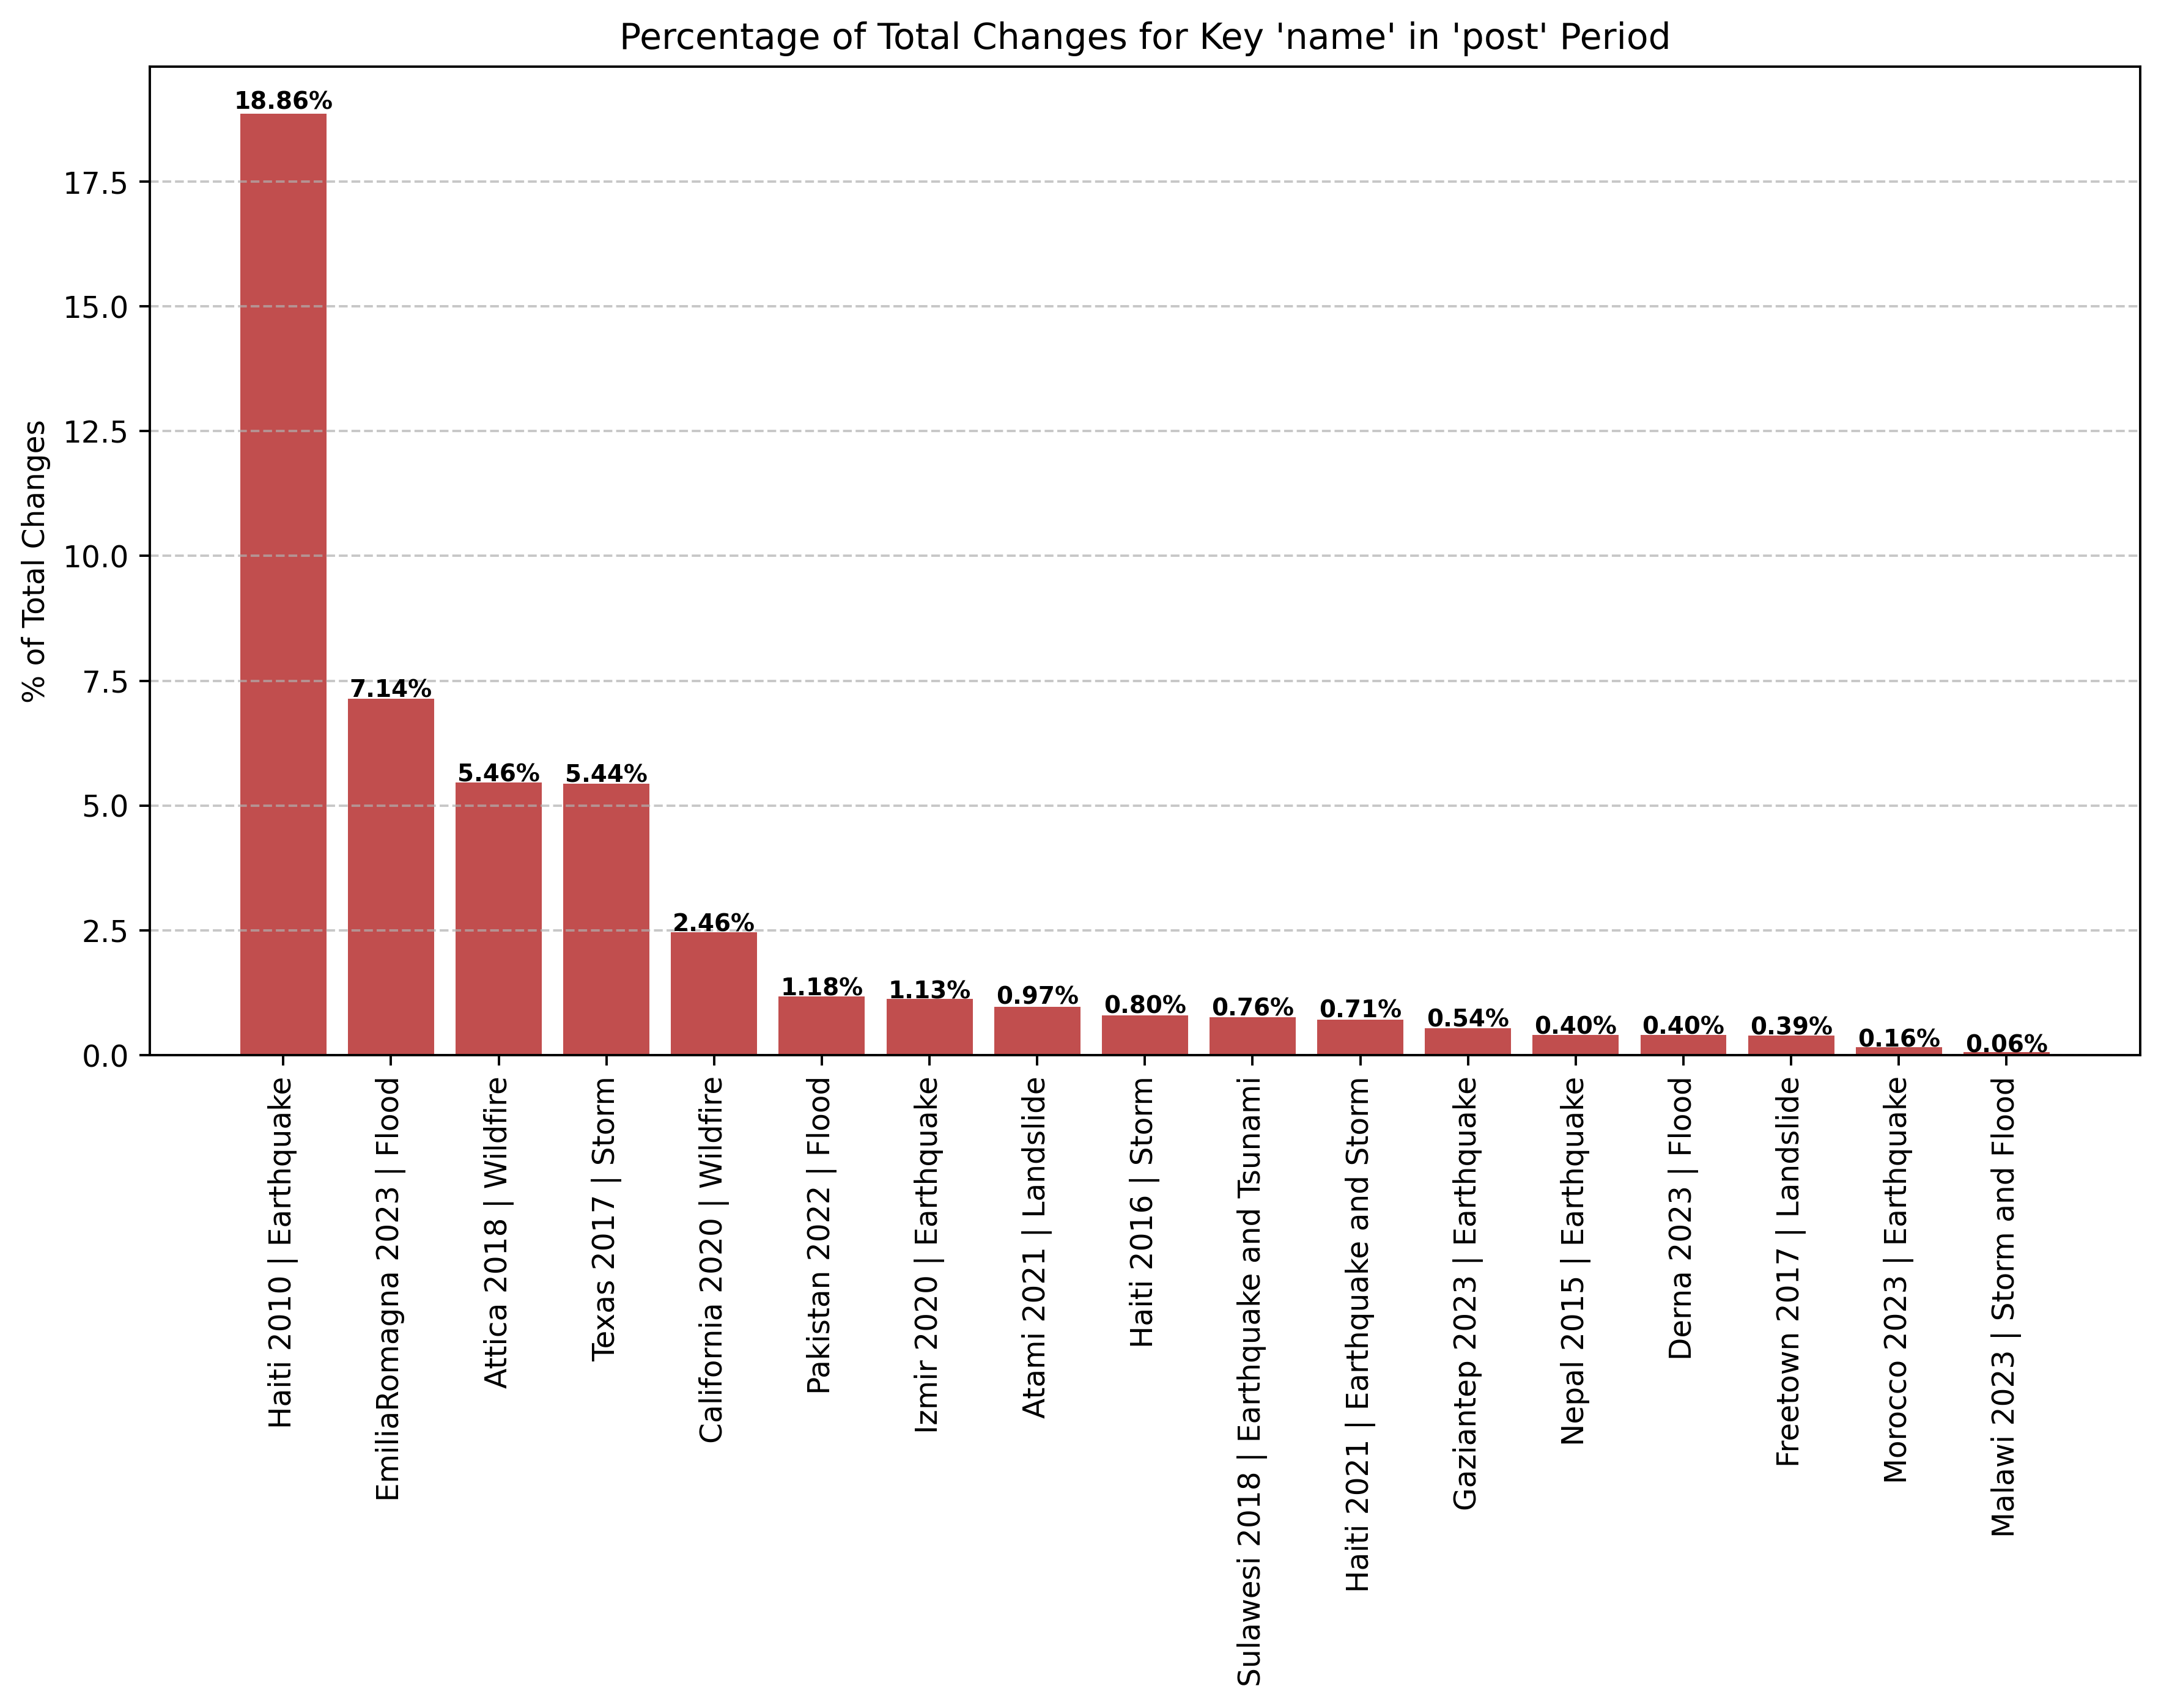 Percentage of Total Changes for Key 'name' in 'post' Period
% of Total Changes
17.5
15.0
12.5
10.0
7.5
5.0
2.5
0.0
18.86%
7.14%
5.46%
5.44%
2.46%
1.18%
1.13%
0.97%
0.80%
0.76%
0.71%
0.54%
0.40%
0.40%
0.39%
0.16%
0.06%
Haiti 2010 | Earthquake
EmiliaRomagna 2023 | Flood
Attica 2018 | Wildfire
Texas 2017 | Storm
California 2020 | Wildfire
Pakistan 2022 | Flood
Izmir 2020 | Earthquake
Atami 2021 | Landslide
Haiti 2016 | Storm
Sulawesi 2018 | Earthquake and Tsunami
Haiti 2021 | Earthquake and Storm
Gaziantep 2023 | Earthquake
Nepal 2015 | Earthquake
Derna 2023 | Flood
Freetown 2017 | Landslide
Morocco 2023 | Earthquake
Malawi 2023 | Storm and Flood